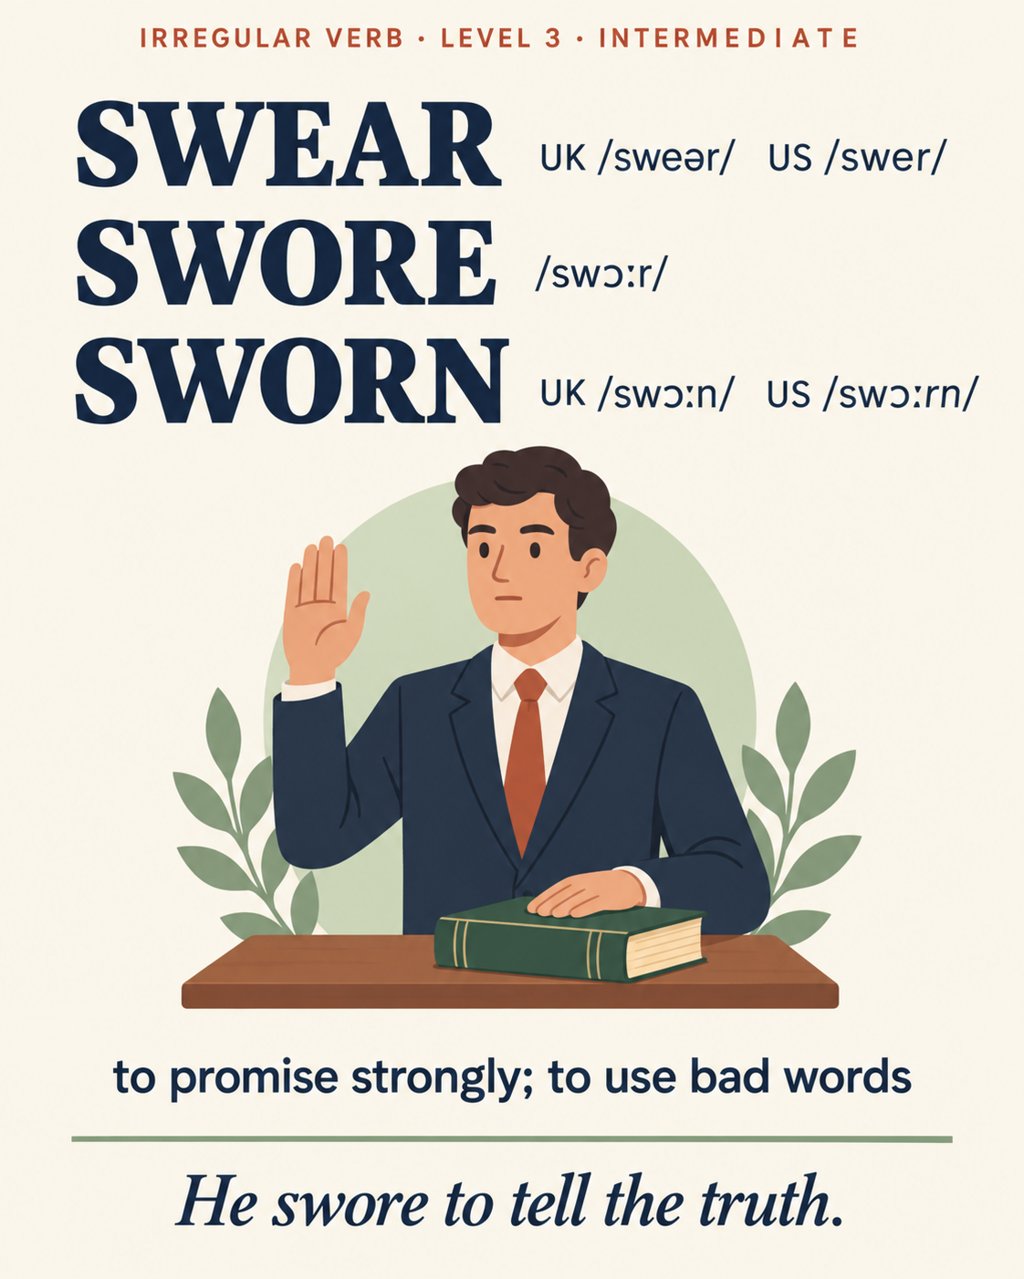 IRREGULAR VERB · LEVEL 3 · INTERMEDIATE
SWEAR UK /sweər/ US /swer/
SWORE /swɔːr/
SWORN UK /swɔːn/ US /swɔːrn/
to promise strongly; to use bad words
He swore to tell the truth.